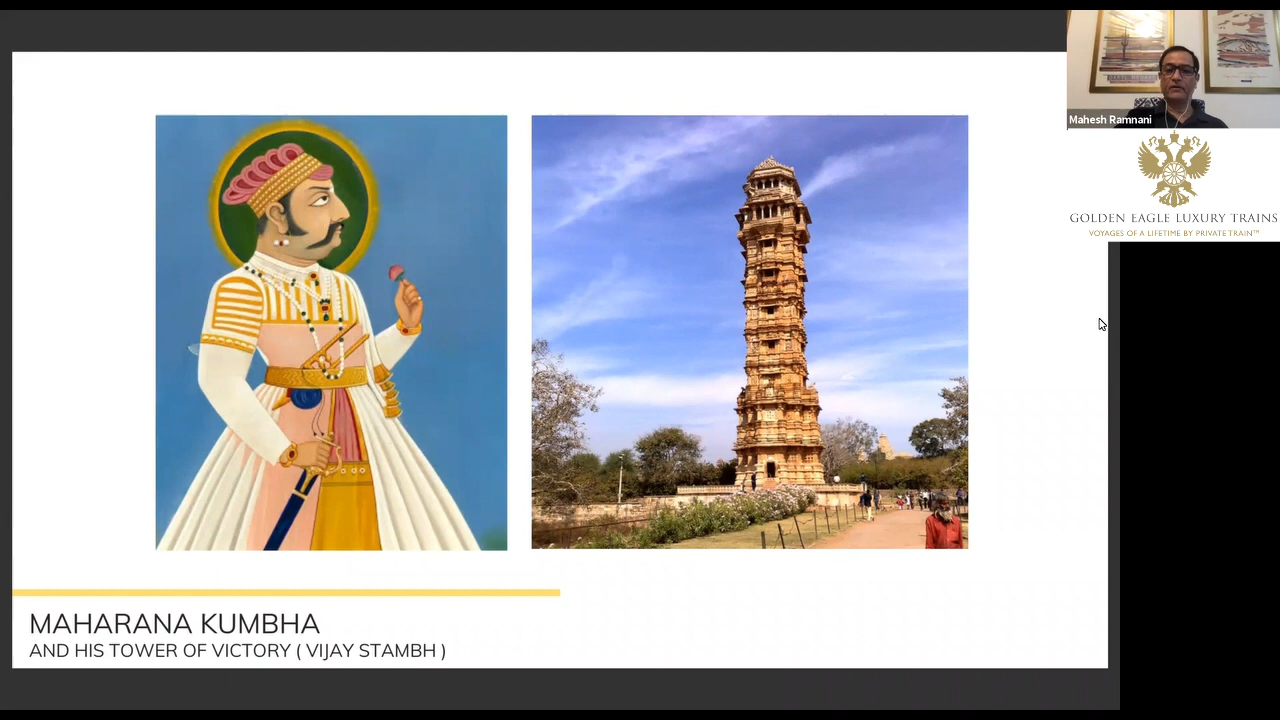 Mahesh Ramnani
GOLDEN EAGLE LUXURY TRAINS
VOYAGES OF A LIFETIME BY PRIVATE TRAIN™
MAHARANA KUMBHA
AND HIS TOWER OF VICTORY ( VIJAY STAMBH )